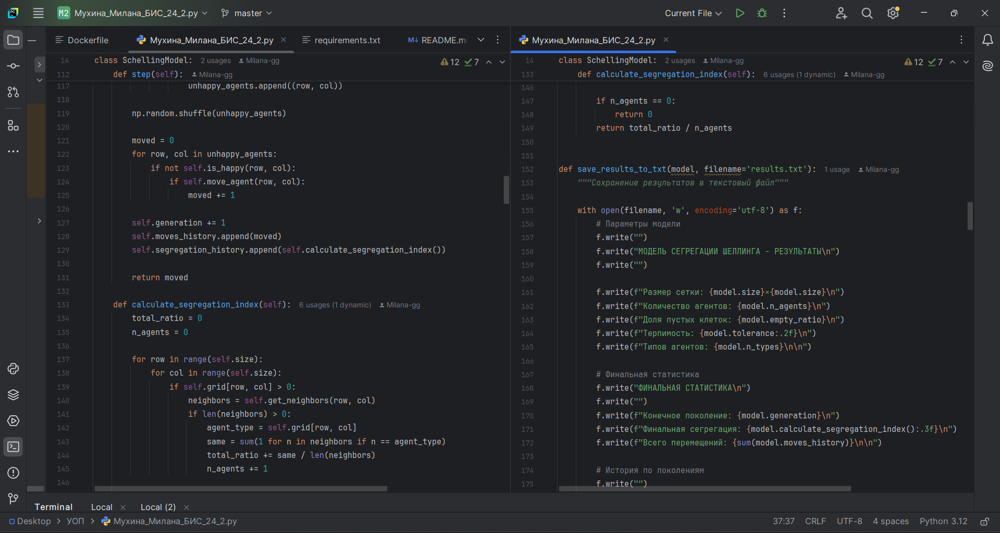 M2 Мухина_Милана_БИС_24_2.py master Current File
Dockerfile Мухина_Милана_БИС_24_2.py requirements.txt README.m
14 class SchellingModel: 2 usages Milana-gg 12 7
112 def step(self): Milana-gg
117 unhappy_agents.append((row, col))
118
119 np.random.shuffle(unhappy_agents)
120
121 moved = 0
122 for row, col in unhappy_agents:
123 if not self.is_happy(row, col):
124 if self.move_agent(row, col):
125 moved += 1
126
127 self.generation += 1
128 self.moves_history.append(moved)
129 self.segregation_history.append(self.calculate_segregation_index())
130
131 return moved
132
133 def calculate_segregation_index(self): 6 usages (1 dynamic) Milana-gg
134 total_ratio = 0
135 n_agents = 0
136
137 for row in range(self.size):
138 for col in range(self.size):
139 if self.grid[row, col] > 0:
140 neighbors = self.get_neighbors(row, col)
141 if len(neighbors) > 0:
142 agent_type = self.grid[row, col]
143 same = sum(1 for n in neighbors if n == agent_type)
144 total_ratio += same / len(neighbors)
145 n_agents += 1
146
Мухина_Милана_БИС_24_2.py
14 class SchellingModel: 2 usages Milana-gg 12 7
133 def calculate_segregation_index(self): 6 usages (1 dynamic) Milana-gg
146
147 if n_agents == 0:
148 return 0
149 return total_ratio / n_agents
150
151
152 def save_results_to_txt(model, filename='results.txt'): 1 usage Milana-gg
153 """Сохранение результатов в текстовый файл"""
154
155 with open(filename, 'w', encoding='utf-8') as f:
156 # Параметры модели
157 f.write("")
158 f.write("МОДЕЛЬ СЕГРЕГАЦИИ ШЕЛЛИНГА - РЕЗУЛЬТАТЫ\n")
159 f.write("")
160
161 f.write(f"Размер сетки: {model.size}×{model.size}\n")
162 f.write(f"Количество агентов: {model.n_agents}\n")
163 f.write(f"Доля пустых клеток: {model.empty_ratio}\n")
164 f.write(f"Терпимость: {model.tolerance:.2f}\n")
165 f.write(f"Типов агентов: {model.n_types}\n\n")
166
167 # Финальная статистика
168 f.write("ФИНАЛЬНАЯ СТАТИСТИКА\n")
169 f.write("")
170 f.write(f"Конечное поколение: {model.generation}\n")
171 f.write(f"Финальная сегрегация: {model.calculate_segregation_index():.3f}\n")
172 f.write(f"Всего перемещений: {sum(model.moves_history)}\n\n")
173
174 # История по поколениям
175 f.write("")
Terminal Local Local (2)
Desktop УОП Мухина_Милана_БИС_24_2.py 37:37 CRLF UTF-8 4 spaces Python 3.12